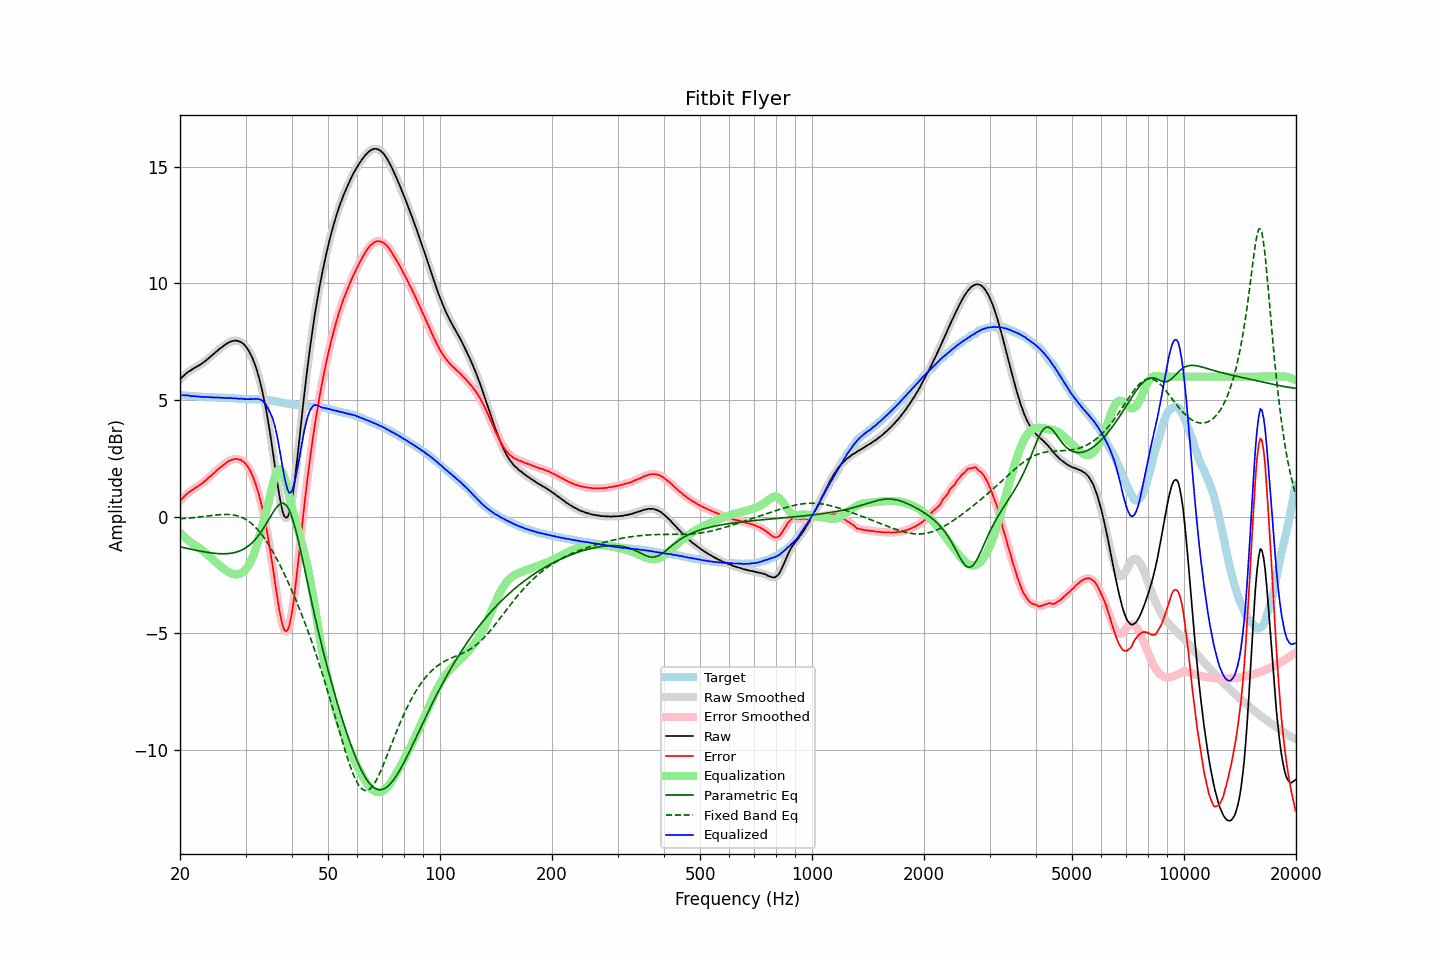 Fitbit Flyer
Amplitude (dBr)
15
10
5
0
−5
−10
20
50
100
200
500
1000
2000
5000
10000
20000
Frequency (Hz)
Target
Raw Smoothed
Error Smoothed
Raw
Error
Equalization
Parametric Eq
Fixed Band Eq
Equalized